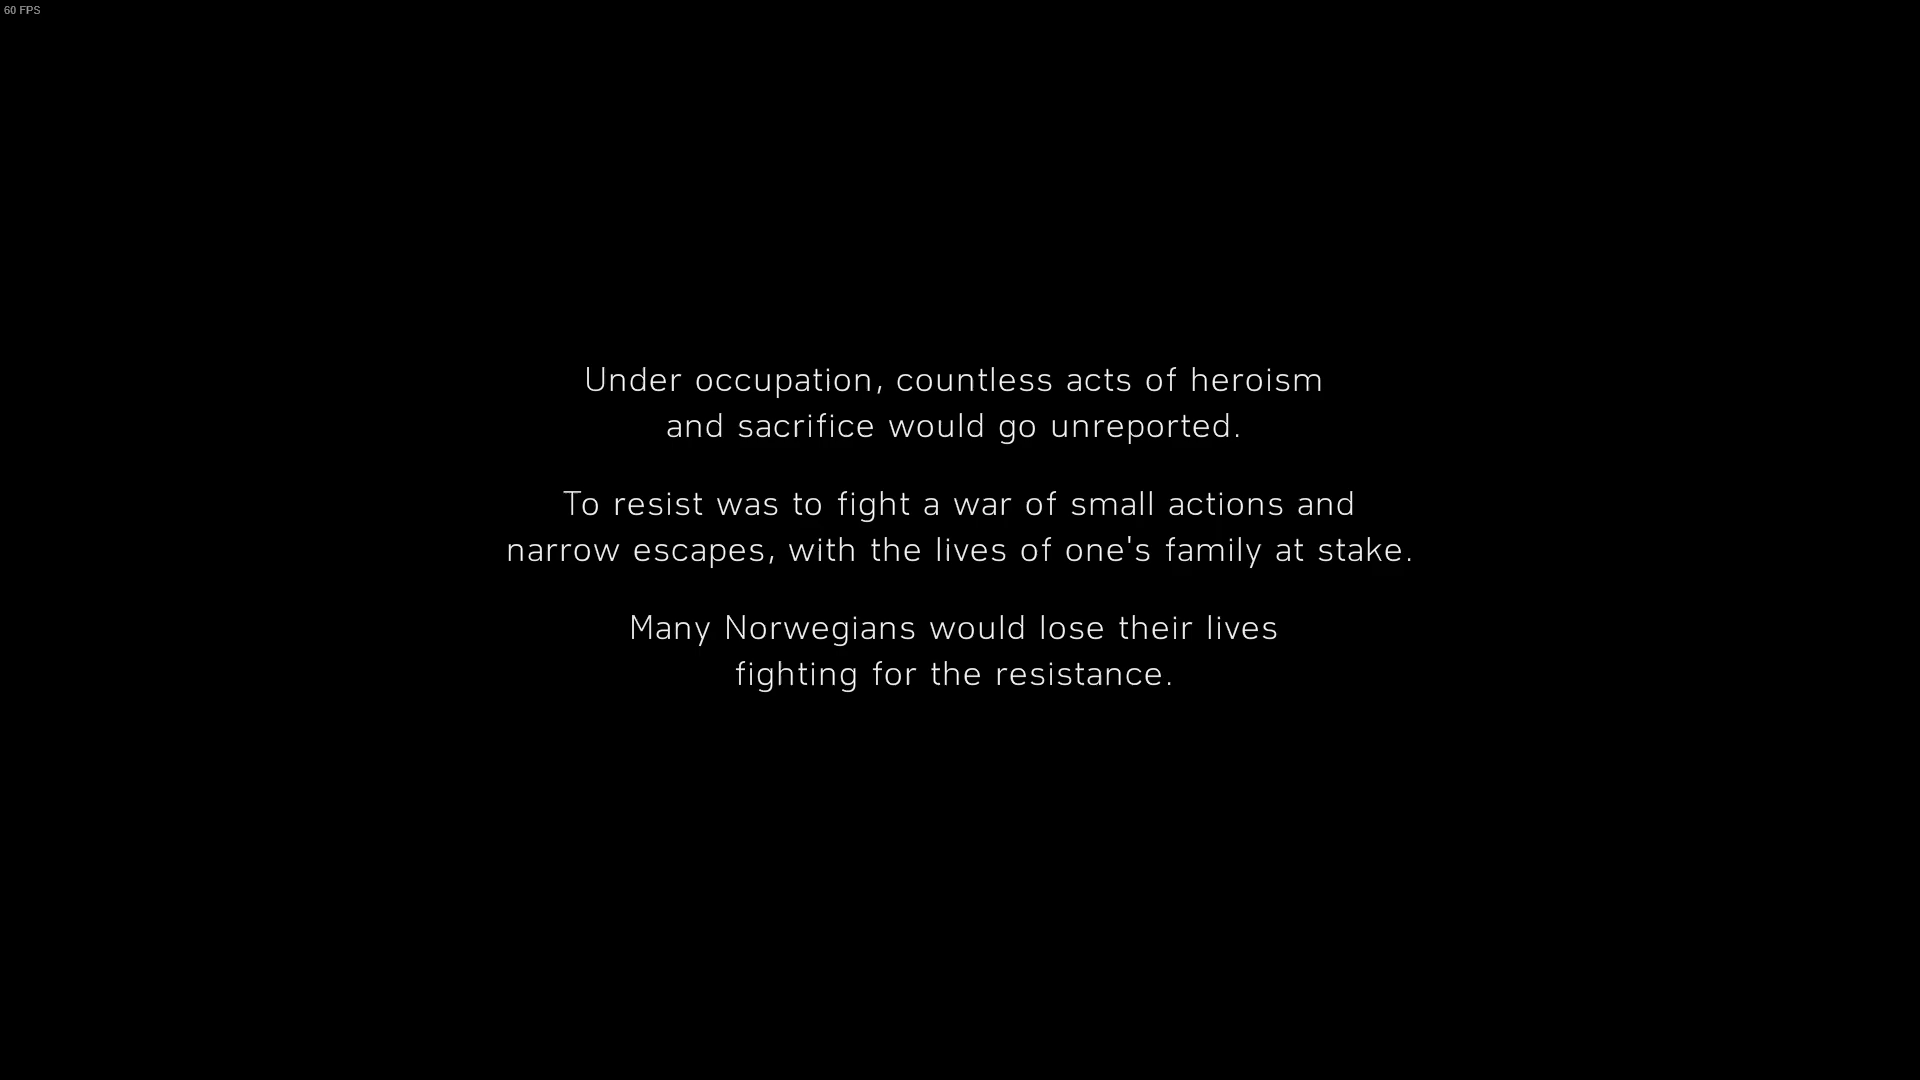 60 FPS
Under occupation, countless acts of heroism
and sacrifice would go unreported.
To resist was to fight a war of small actions and
narrow escapes, with the lives of one's family at stake.
Many Norwegians would lose their lives
fighting for the resistance.